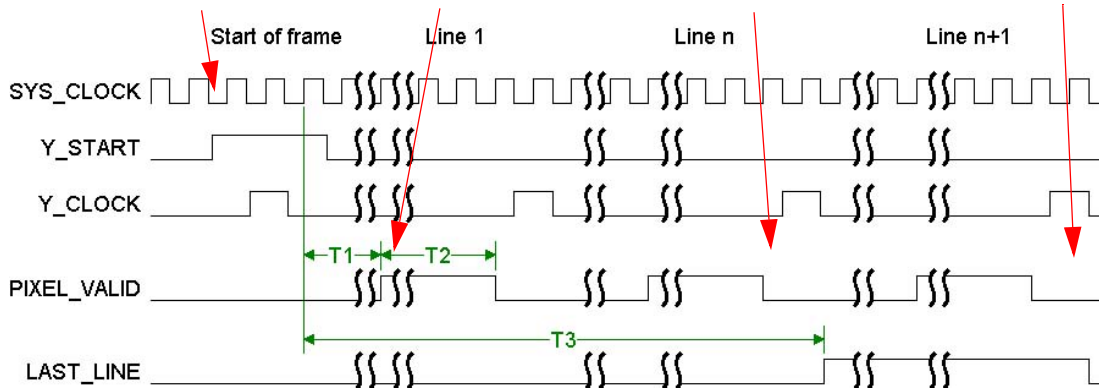 Start of frame Line 1 Line n Line n+1
SYS_CLOCK
Y_START
Y_CLOCK
T1 T2
PIXEL_VALID
T3
LAST_LINE